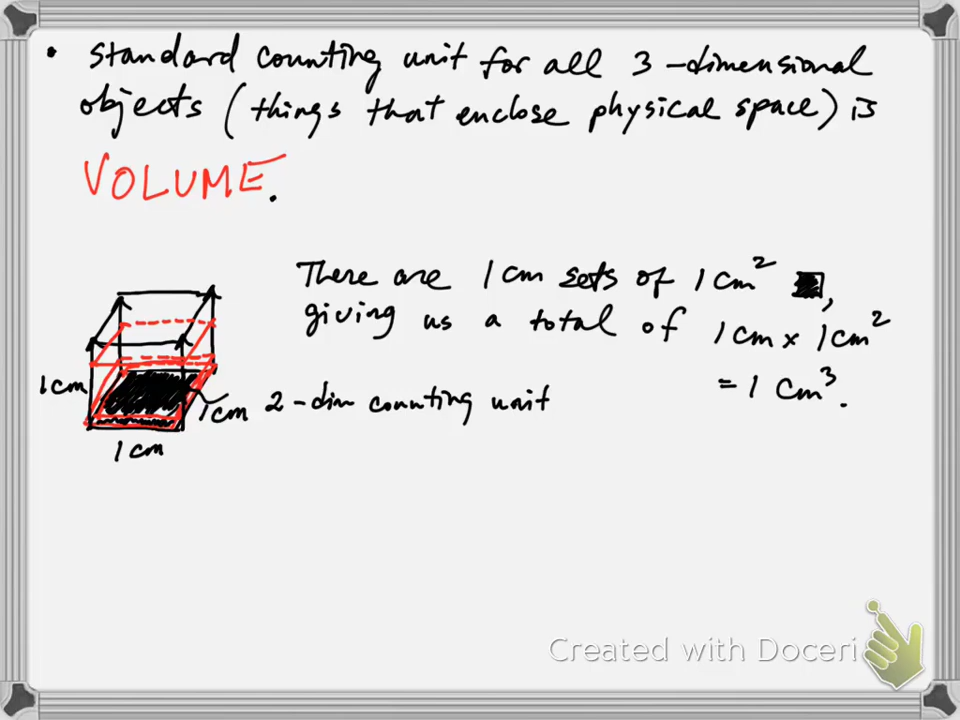 • standard counting unit for all 3-dimensional
objects (things that enclose physical space) is
VOLUME.
There are 1cm sets of 1cm² ,
giving us a total of 1cm x 1cm²
= 1 cm³.
1cm
1cm 2-dim counting unit
1cm
Created with Doceri